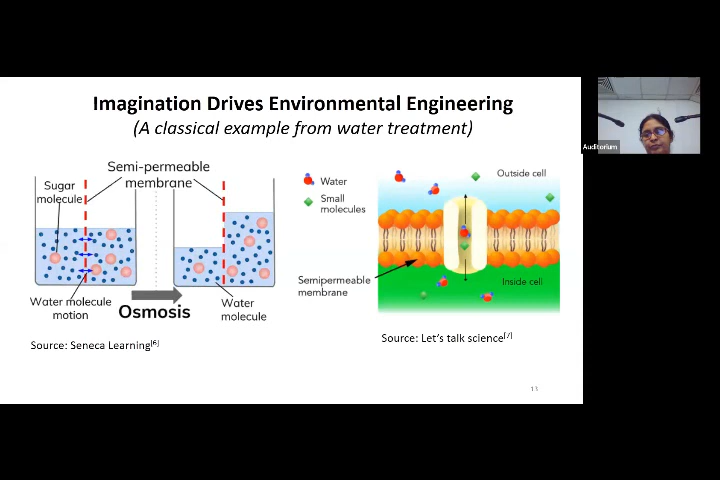 Imagination Drives Environmental Engineering
(A classical example from water treatment)
Semi-permeable
membrane
Sugar
molecule
Water molecule
motion
Osmosis
Water
molecule
Source: Seneca Learning[6]
Water
Small
molecules
Outside cell
Semipermeable
membrane
Inside cell
Source: Let's talk science[7]
13
Auditorium